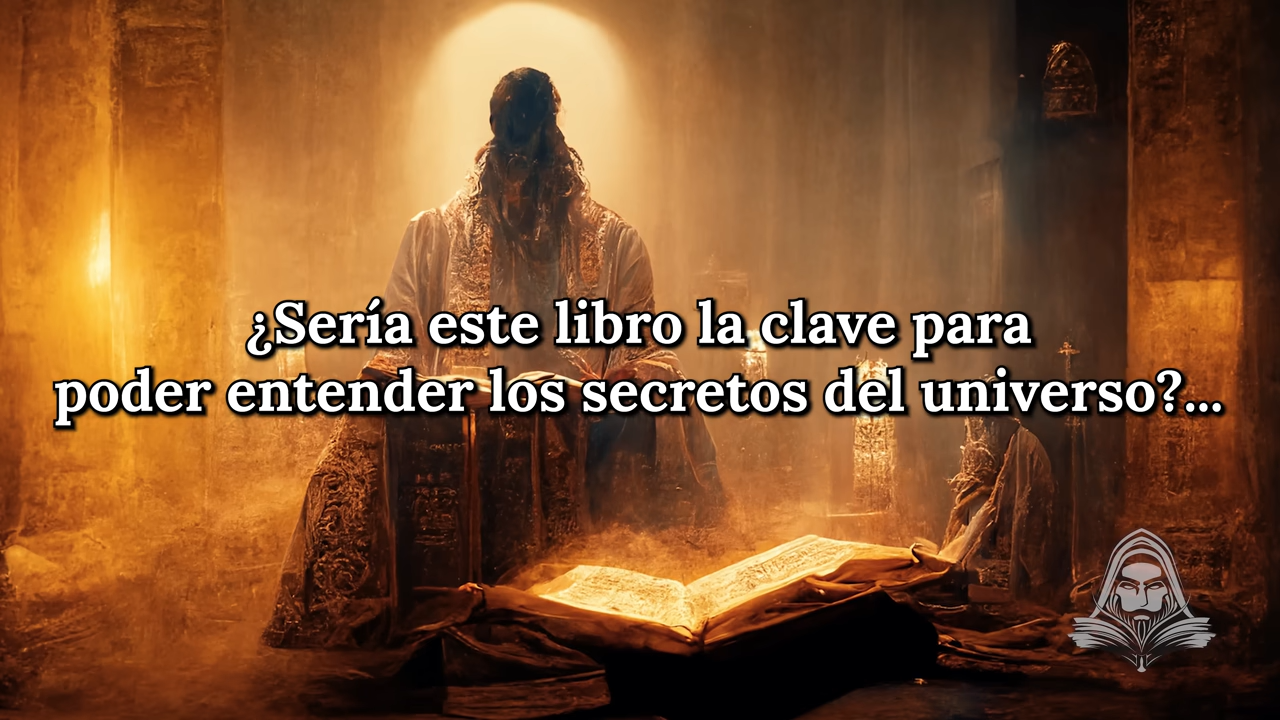 ¿Sería este libro la clave para
poder entender los secretos del universo?...